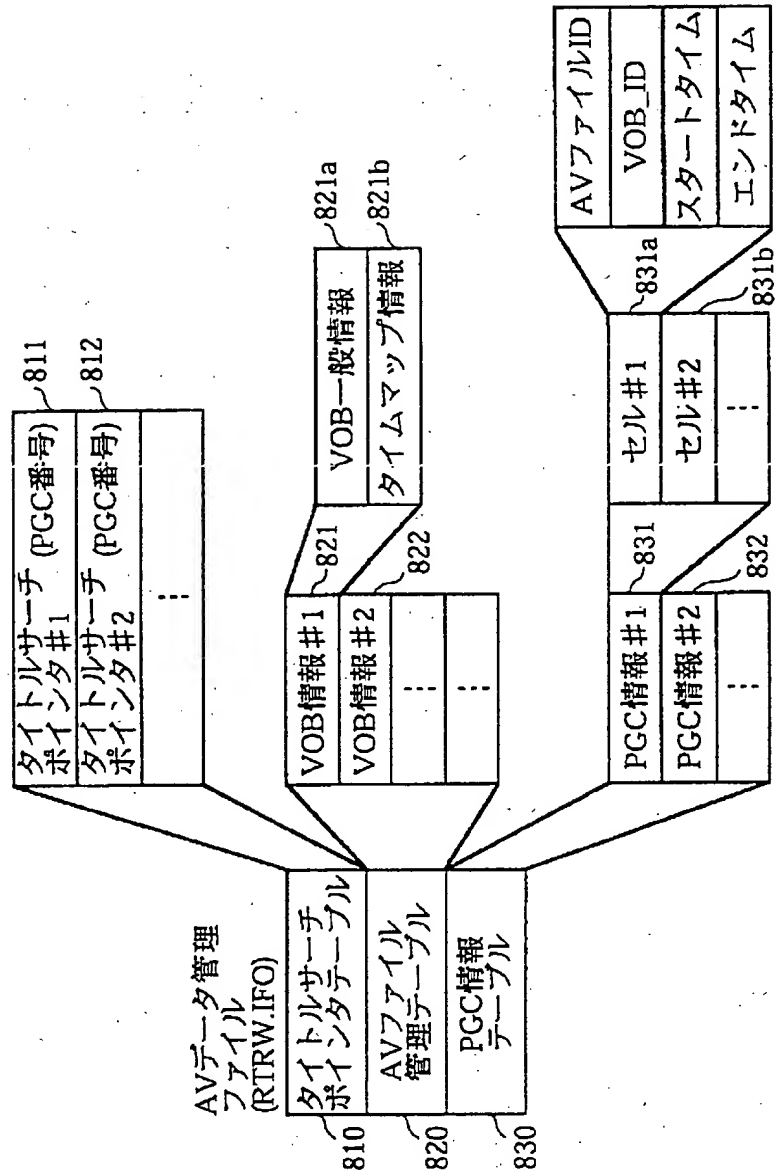 AVデータ管理
ファイル
(RTRW.IFO)
タイトルサーチ
ポインタテーブル
810
AVファイル
管理テーブル
820
PGC情報
テーブル
830
タイトルサーチ
ポインタ#1
(PGC番号)
811
タイトルサーチ
ポインタ#2
(PGC番号)
812
⋮
VOB情報#1
821
VOB情報#2
822
⋮
⋮
VOB一般情報
821a
タイムマップ情報
821b
PGC情報#1
831
PGC情報#2
832
⋮
セル#1
831a
セル#2
831b
⋮
AVファイルID
VOB_ID
スタートタイム
エンドタイム